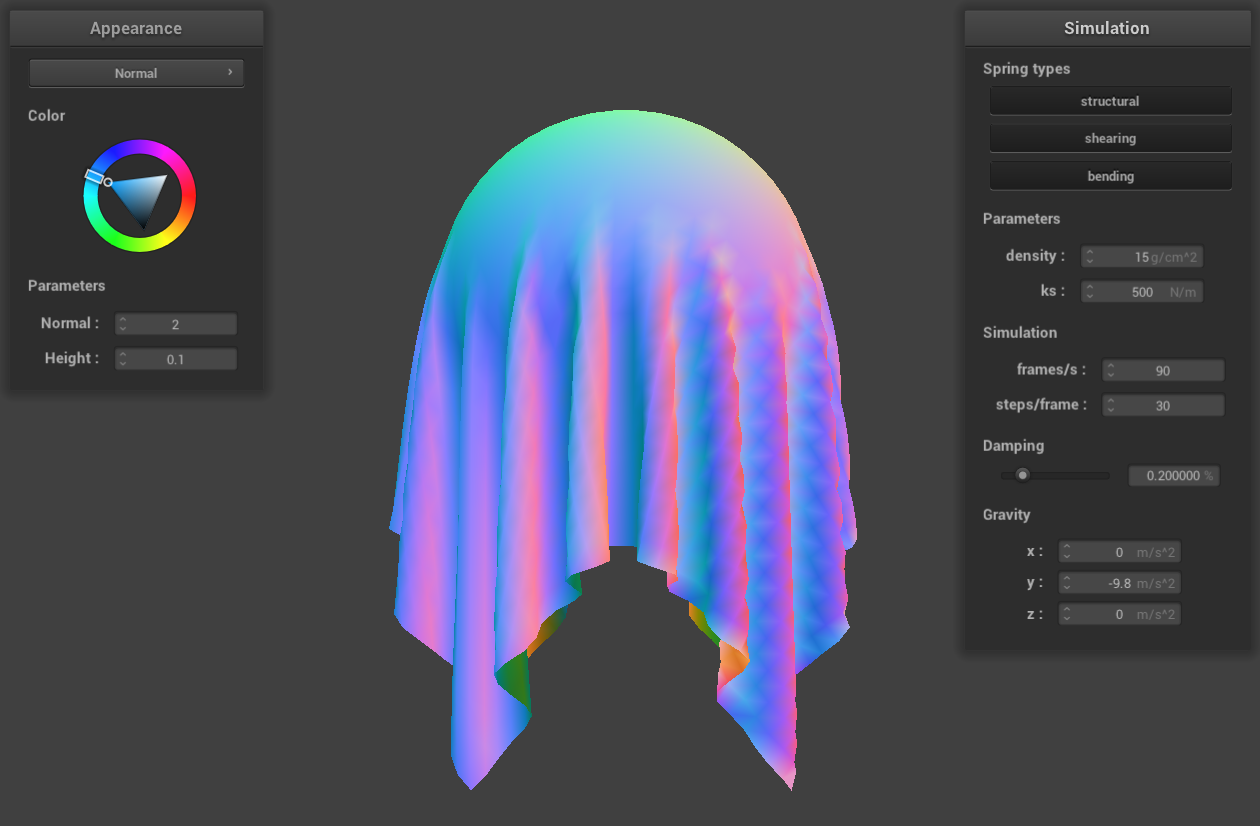 Appearance
Normal ›
Color
Parameters
Normal : 2
Height : 0.1
Simulation
Spring types
structural
shearing
bending
Parameters
density : 15 g/cm^2
ks : 500 N/m
Simulation
frames/s : 90
steps/frame : 30
Damping
0.200000 %
Gravity
x : 0 m/s^2
y : -9.8 m/s^2
z : 0 m/s^2